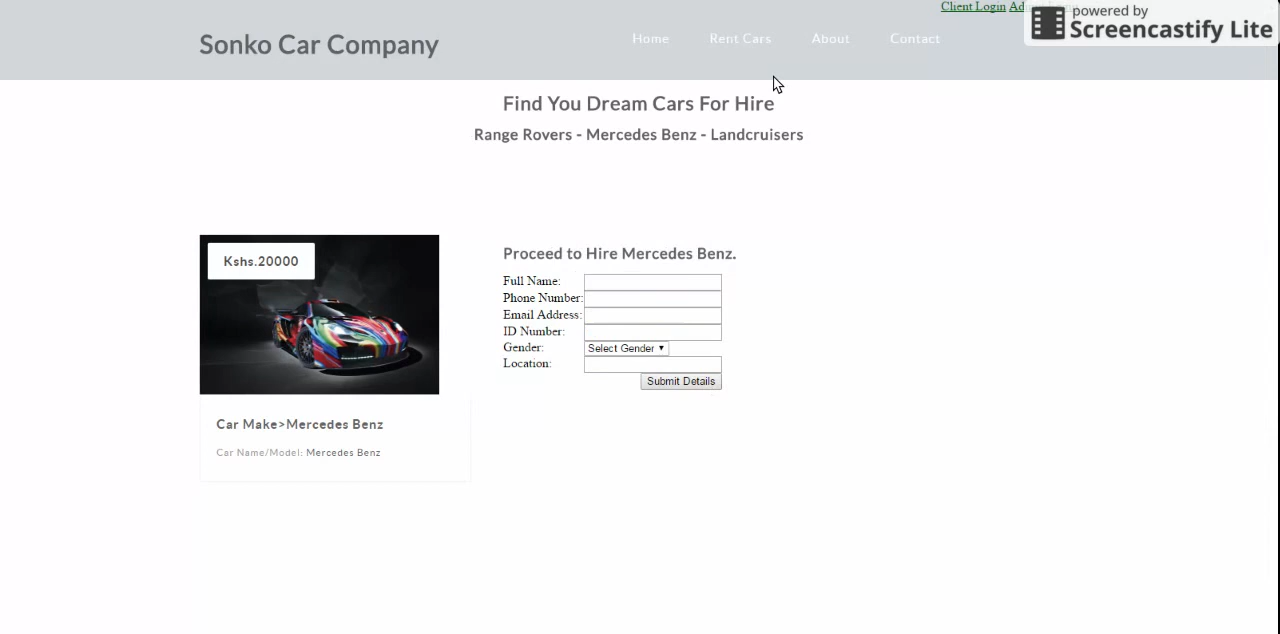 Client Login
powered by
Screencastify Lite
Sonko Car Company
Home
Rent Cars
About
Contact
Find You Dream Cars For Hire
Range Rovers - Mercedes Benz - Landcruisers
Kshs.20000
Car Make>Mercedes Benz
Car Name/Model: Mercedes Benz
Proceed to Hire Mercedes Benz.
Full Name:
Phone Number:
Email Address:
ID Number:
Gender: Select Gender
Location:
Submit Details